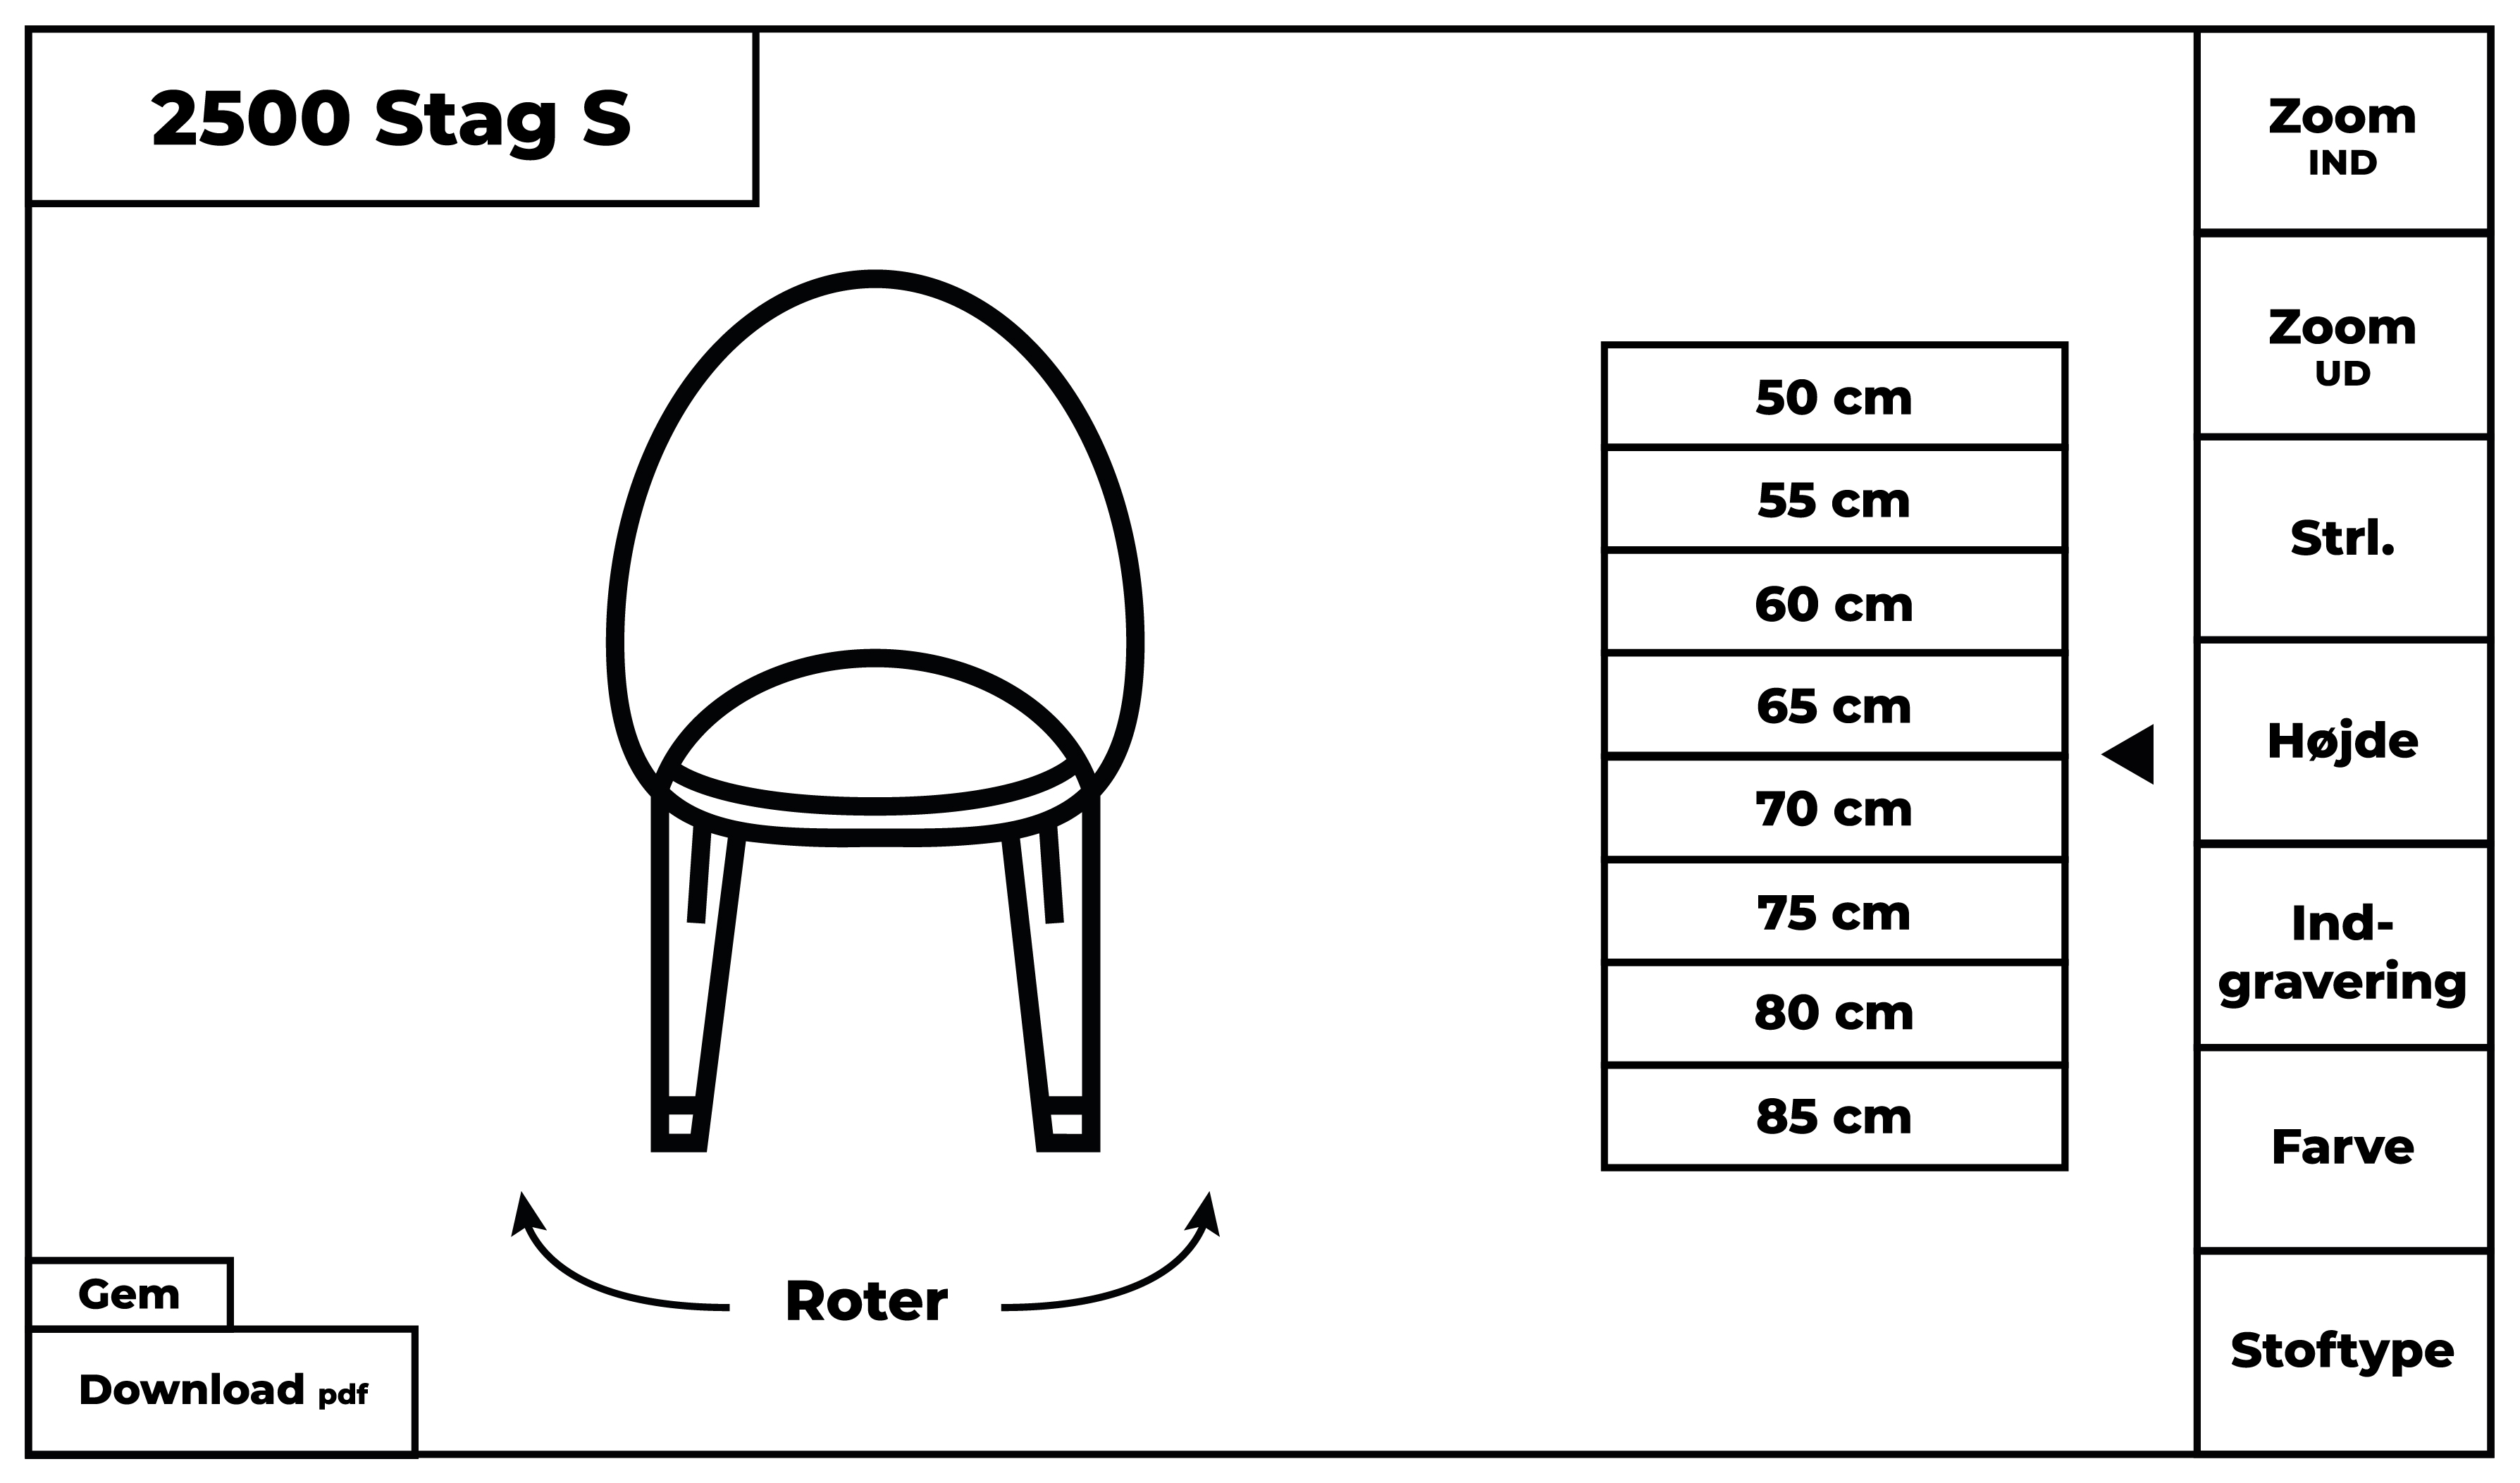 2500 Stag S
50 cm
55 cm
60 cm
65 cm
70 cm
75 cm
80 cm
85 cm
Roter
Gem
Download pdf
Zoom
IND
Zoom
UD
Strl.
Højde
Ind-
gravering
Farve
Stoftype